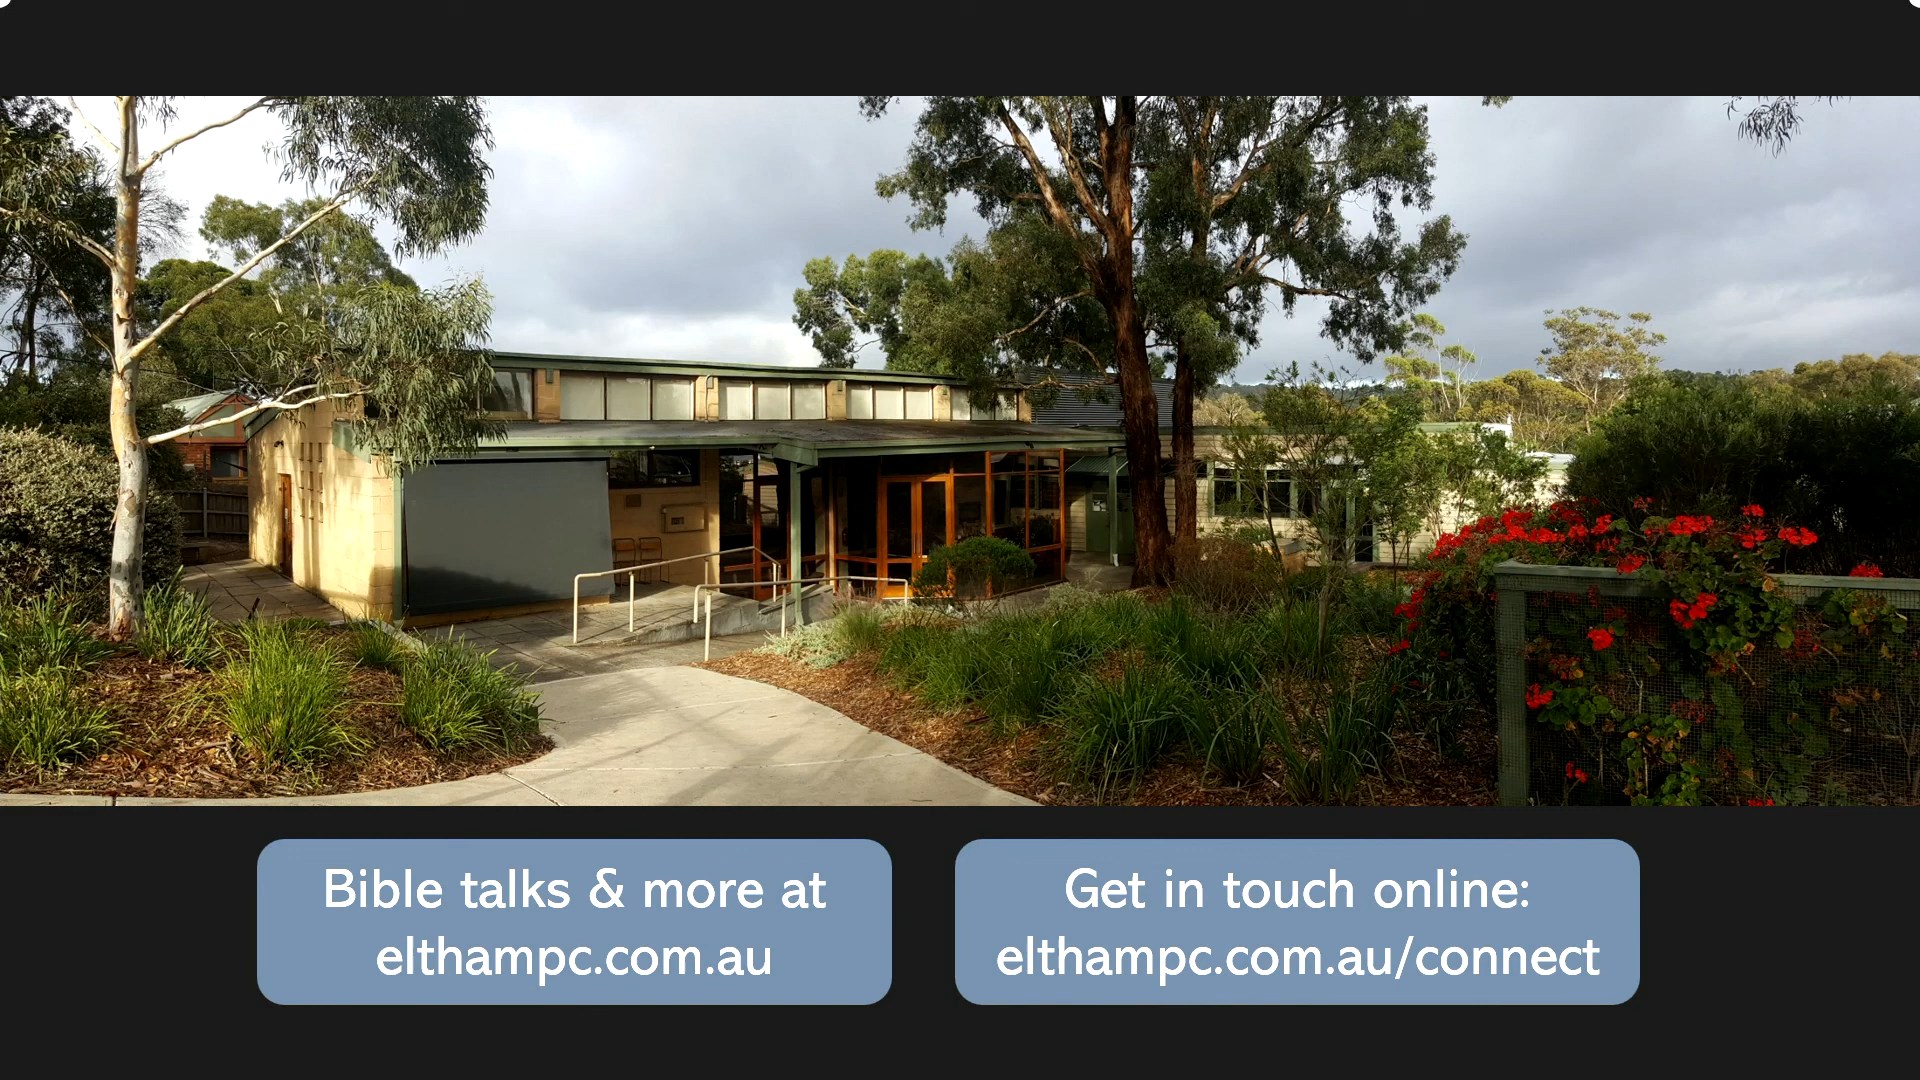 Bible talks & more at
elthampc.com.au
Get in touch online:
elthampc.com.au/connect